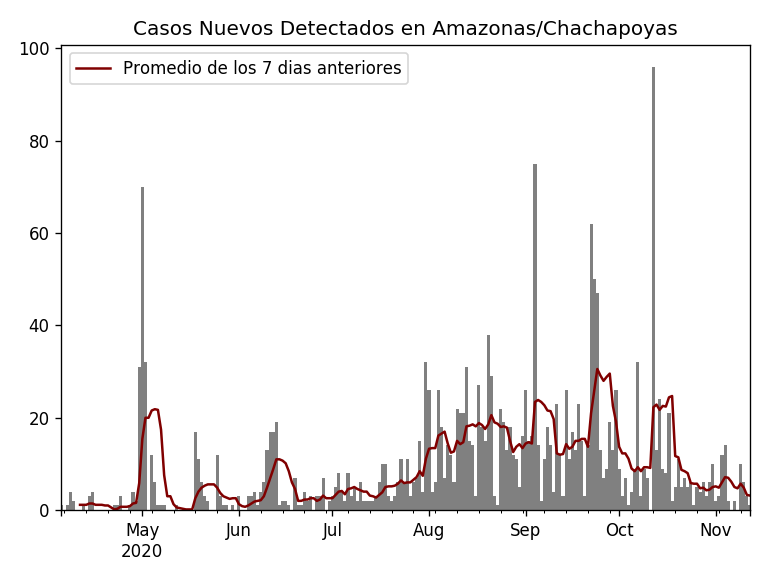 Casos Nuevos Detectados en Amazonas/Chachapoyas
Promedio de los 7 dias anteriores
100
80
60
40
20
0
May Jun Jul Aug Sep Oct Nov
2020